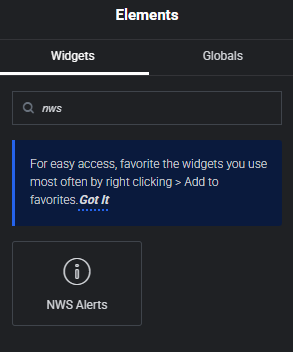 Elements
Widgets
Globals
nws
For easy access, favorite the widgets you use
most often by right clicking > Add to
favorites.Got It
NWS Alerts